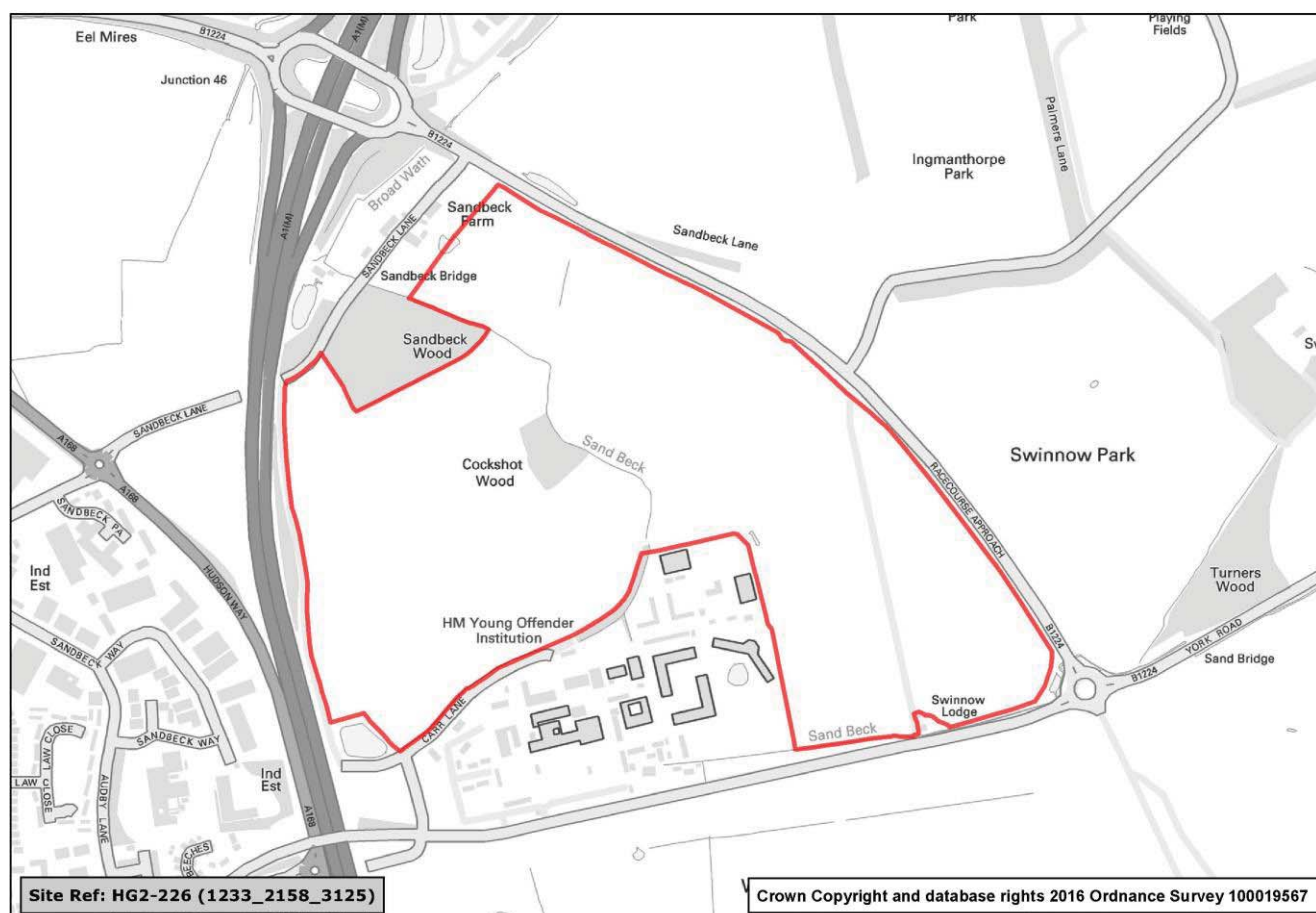 Park
Playing
Fields
Eel Mires
B1224
A1(M)
Junction 46
B1224
Palmers Lane
Ingmanthorpe
Park
Broad Wath
A1(M)
Sandbeck
Farm
SANDBECK LANE
Sandbeck Lane
Sandbeck Bridge
Sandbeck
Wood
SANDBECK LANE
A168
A168
Cockshot
Wood
Sand Beck
Swinnow Park
RACECOURSE APPROACH
SANDBECK PA
HUDSON WAY
Ind
Est
Turners
Wood
HM Young Offender
Institution
B1224
YORK ROAD
B1224
Sand Bridge
SANDBECK WAY
Swinnow
Lodge
Sand Beck
CARR LANE
SANDBECK WAY
LAW CLOSE
LAW CLOSE
AUDBY LANE
Ind
Est
A168
BEECHES
Site Ref: HG2-226 (1233_2158_3125)
Crown Copyright and database rights 2016 Ordnance Survey 100019567